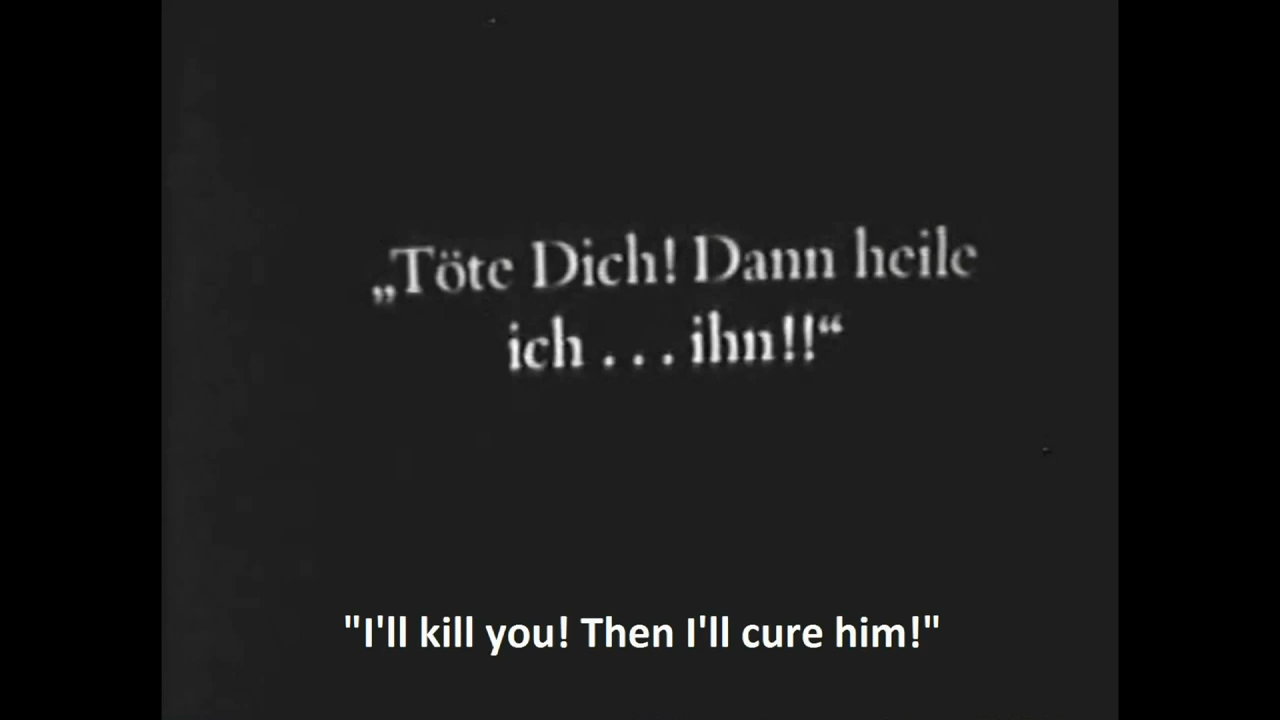 „Töte Dich! Dann heile
ich . . . ihn!!“
"I'll kill you! Then I'll cure him!"